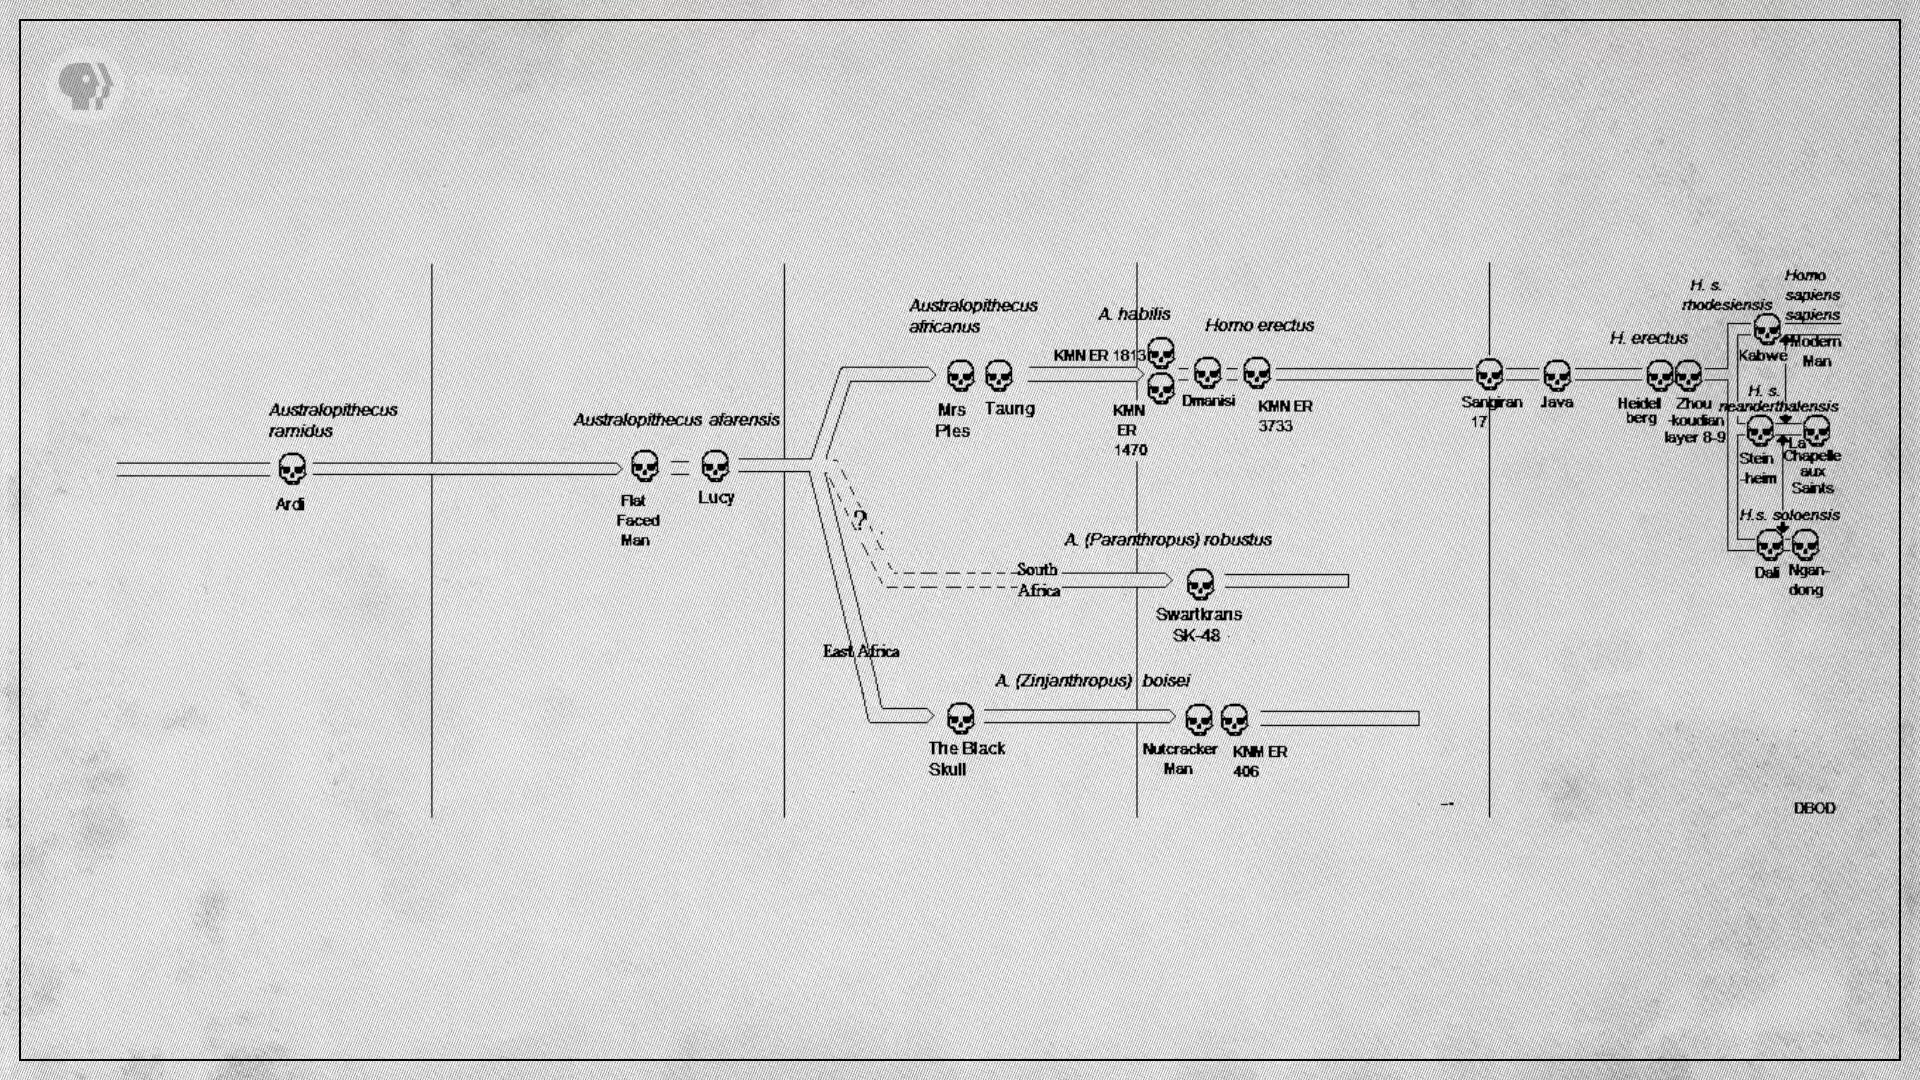 Australopithecus
ramidus
Ardi
Australopithecus afarensis
Flat
Faced
Man
Lucy
Australopithecus
africanus
Mrs
Ples
Taung
A. habilis
KMN ER 1813
KMN
ER
1470
Homo erectus
Dmanisi
KMN ER
3733
Sangiran
17
Java
H. erectus
Heidel
berg
Zhou
-koudian
layer 8-9
H. s.
rhodesiensis
Kabwe
Homo
sapiens
sapiens
Modern
Man
H. s.
neanderthalensis
Stein
-heim
La
Chapelle
aux
Saints
H.s. soloensis
Dali
Ngan-
dong
?
South
Africa
A. (Paranthropus) robustus
Swartkrans
SK-48
East Africa
A. (Zinjanthropus) boisei
The Black
Skull
Nutcracker
Man
KNM ER
406
DBOD